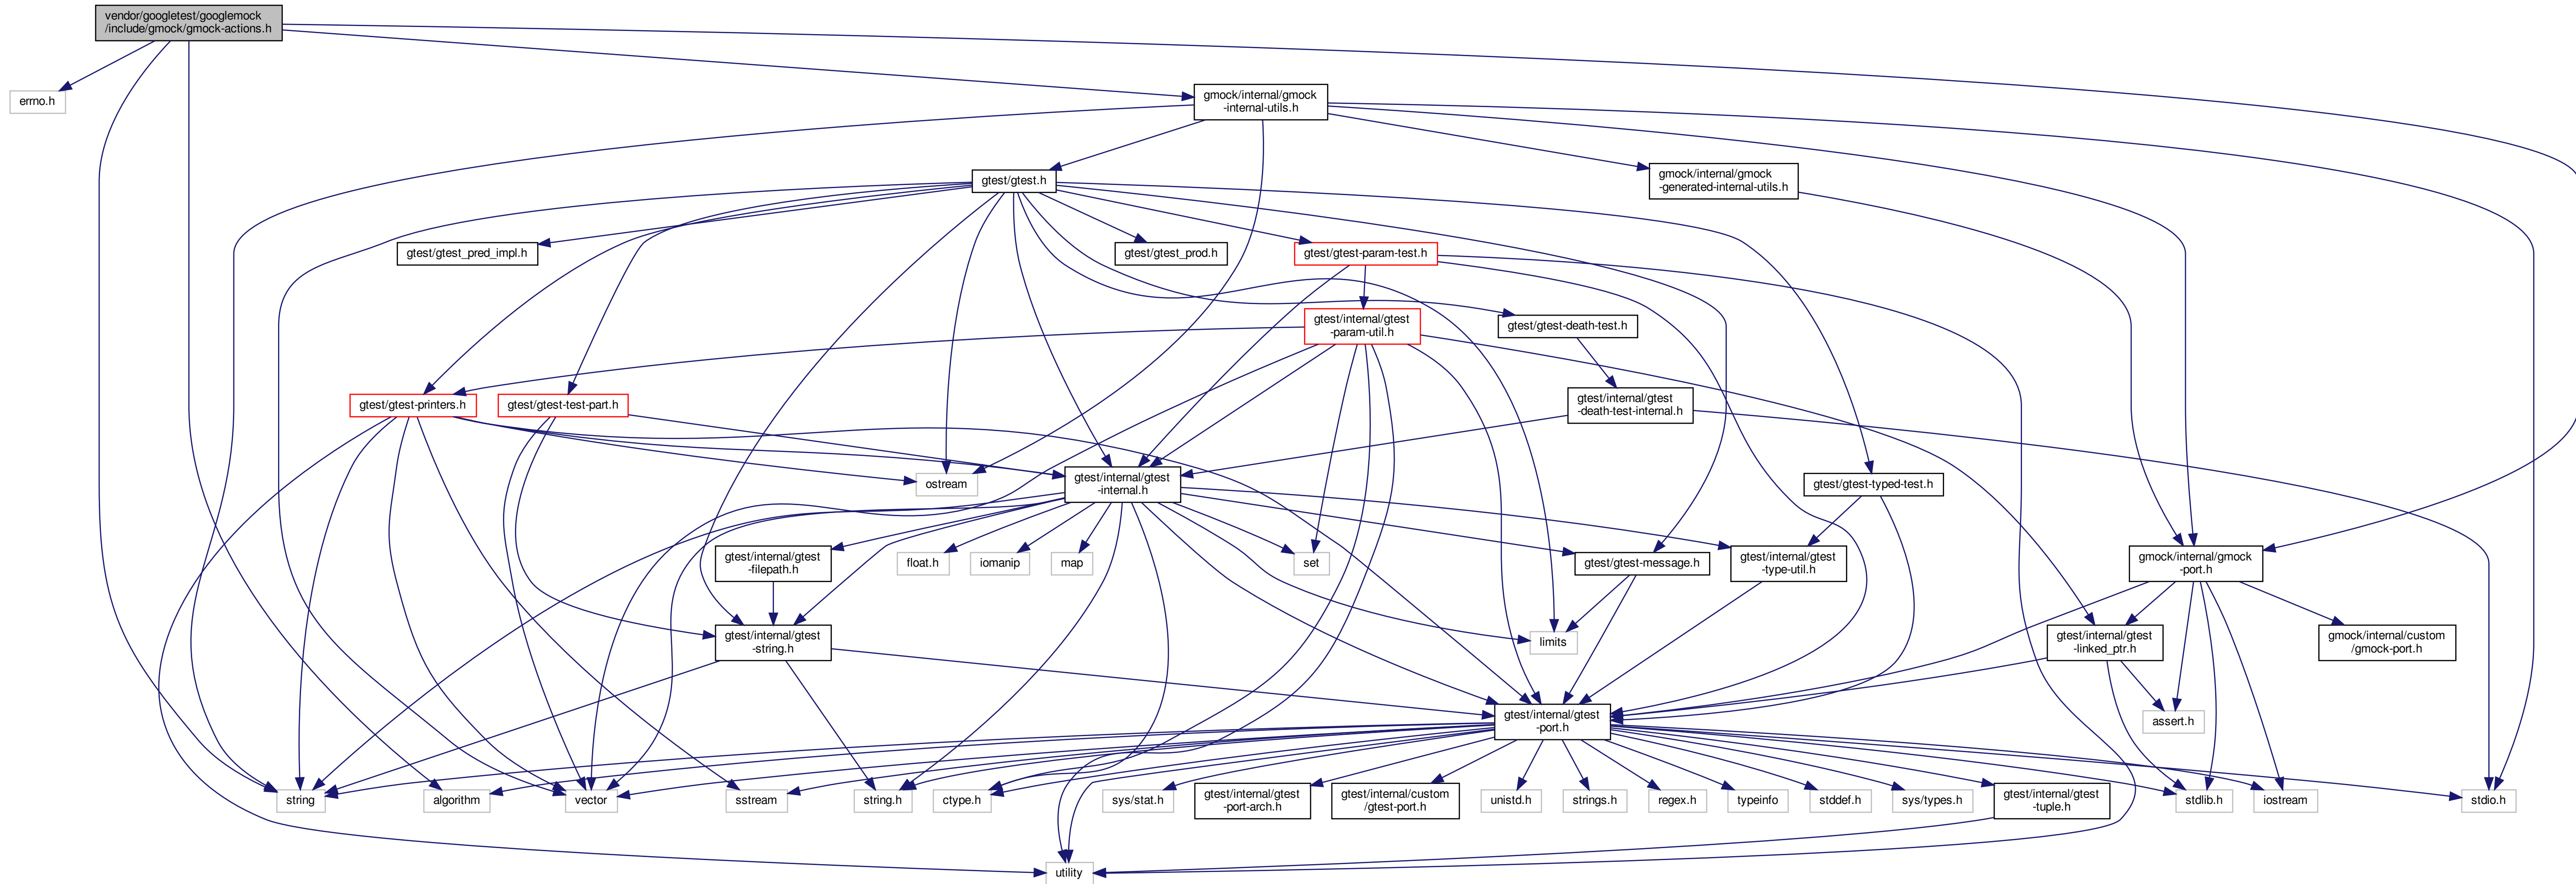 vendor/googletest/googlemock
/include/gmock/gmock-actions.h
errno.h
gmock/internal/gmock
-internal-utils.h
gtest/gtest.h
gmock/internal/gmock
-generated-internal-utils.h
gtest/gtest_pred_impl.h
gtest/gtest_prod.h
gtest/gtest-param-test.h
gtest/internal/gtest
-param-util.h
gtest/gtest-death-test.h
gtest/gtest-printers.h
gtest/gtest-test-part.h
gtest/internal/gtest
-death-test-internal.h
ostream
gtest/internal/gtest
-internal.h
gtest/gtest-typed-test.h
gtest/internal/gtest
-filepath.h
float.h
iomanip
map
set
gtest/gtest-message.h
gtest/internal/gtest
-type-util.h
gmock/internal/gmock
-port.h
gtest/internal/gtest
-string.h
limits
gtest/internal/gtest
-linked_ptr.h
gmock/internal/custom
/gmock-port.h
gtest/internal/gtest
-port.h
assert.h
string
algorithm
vector
sstream
string.h
ctype.h
sys/stat.h
gtest/internal/gtest
-port-arch.h
gtest/internal/custom
/gtest-port.h
unistd.h
strings.h
regex.h
typeinfo
stddef.h
sys/types.h
gtest/internal/gtest
-tuple.h
stdlib.h
iostream
stdio.h
utility